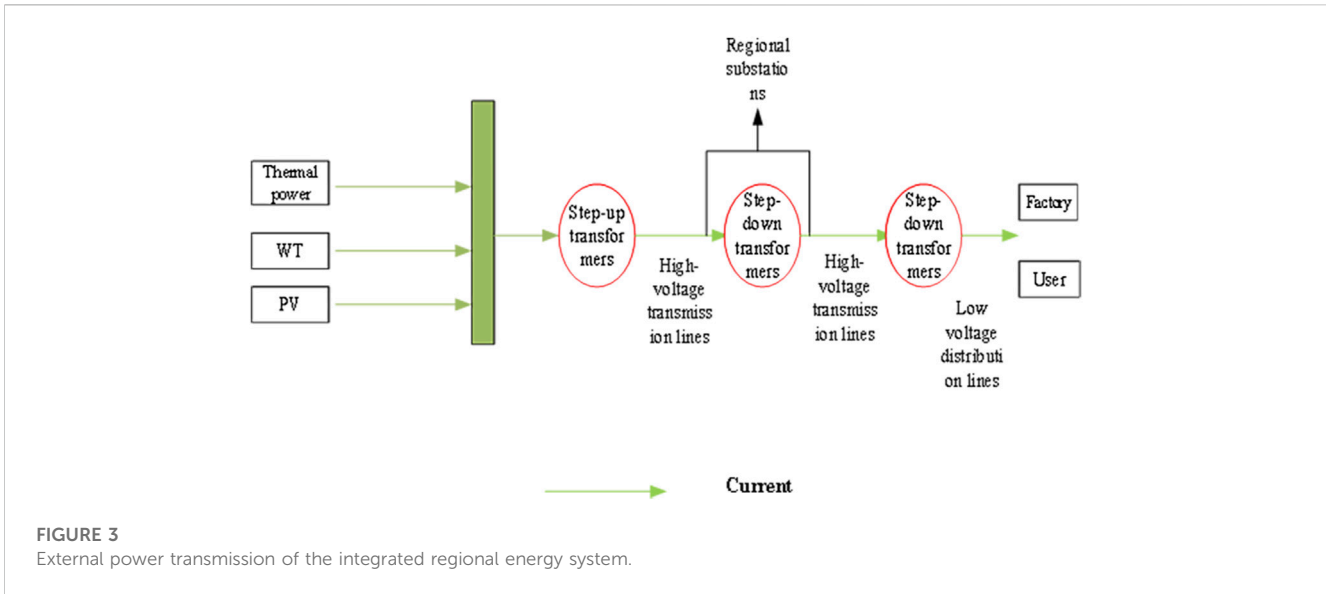 Regional
substatio
ns
Thermal
power
WT
PV
Step-up
transfor
mers
High-
voltage
transmiss
ion lines
Step-
down
transfor
mers
High-
voltage
transmiss
ion lines
Step-
down
transfor
mers
Low
voltage
distributi
on lines
Factory
User
Current
FIGURE 3
External power transmission of the integrated regional energy system.